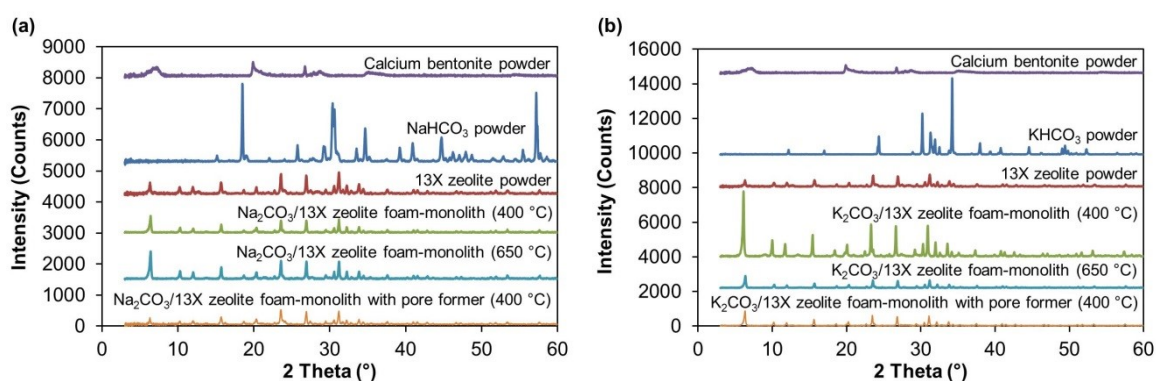 (a)
9000
8000
7000
6000
5000
4000
3000
2000
1000
0
Intensity (Counts)
Calcium bentonite powder
NaHCO₃ powder
13X zeolite powder
Na₂CO₃/13X zeolite foam-monolith (400 °C)
Na₂CO₃/13X zeolite foam-monolith (650 °C)
Na₂CO₃/13X zeolite foam-monolith with pore former (400 °C)
0 10 20 30 40 50 60
2 Theta (°)
(b)
16000
14000
12000
10000
8000
6000
4000
2000
0
Intensity (Counts)
Calcium bentonite powder
KHCO₃ powder
13X zeolite powder
K₂CO₃/13X zeolite foam-monolith (400 °C)
K₂CO₃/13X zeolite foam-monolith (650 °C)
K₂CO₃/13X zeolite foam-monolith with pore former (400 °C)
0 10 20 30 40 50 60
2 Theta (°)